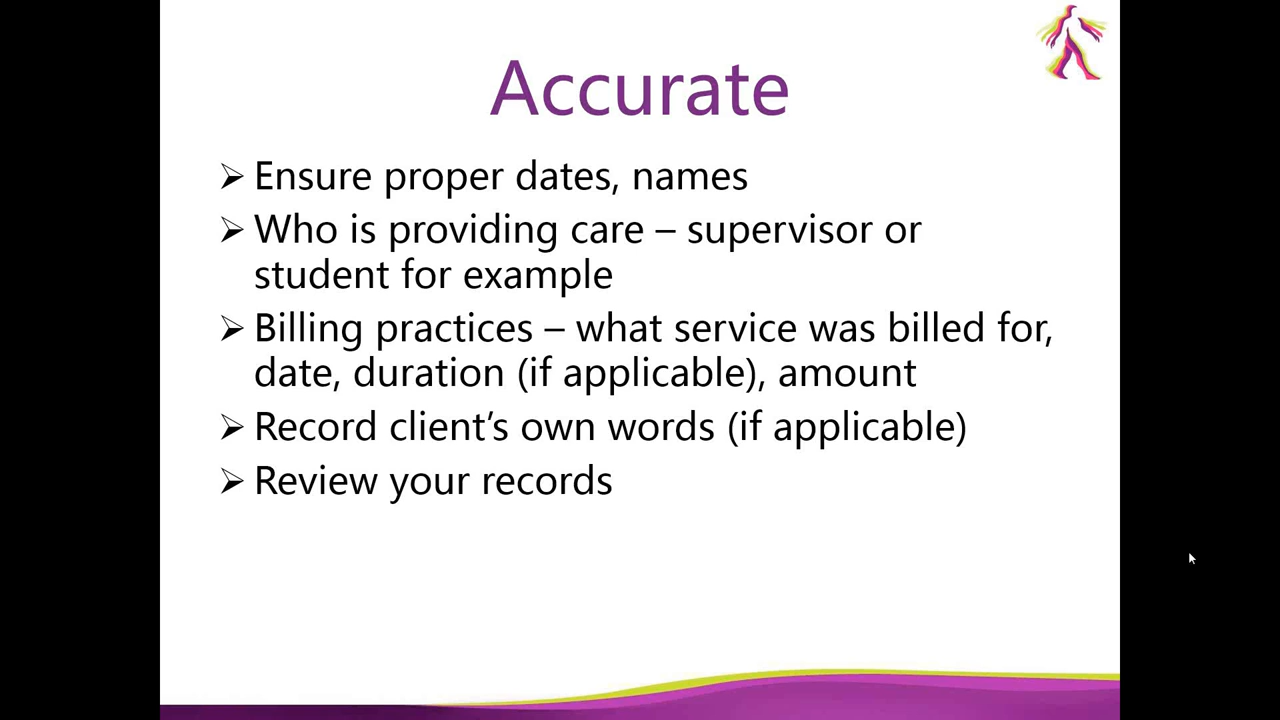 Accurate
➢ Ensure proper dates, names
➢ Who is providing care – supervisor or
student for example
➢ Billing practices – what service was billed for,
date, duration (if applicable), amount
➢ Record client’s own words (if applicable)
➢ Review your records